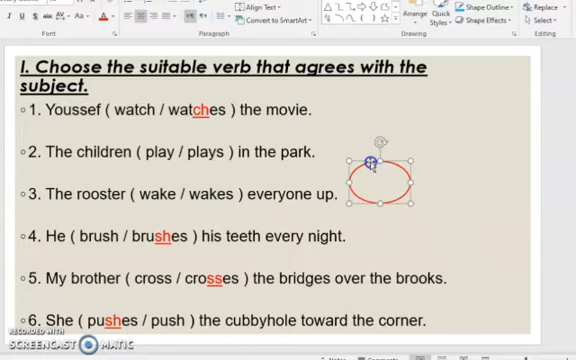 Align Text
Convert to SmartArt
Arrange
Quick
Shape Outline
Shape Effects
Replace
Select
Paragraph
Drawing
Editing
I. Choose the suitable verb that agrees with the
subject.
1. Youssef ( watch / watches ) the movie.
2. The children ( play / plays ) in the park.
3. The rooster ( wake / wakes ) everyone up.
4. He ( brush / brushes ) his teeth every night.
5. My brother ( cross / crosses ) the bridges over the brooks.
6. She ( pushes / push ) the cubbyhole toward the corner.
RECORDED WITH
SCREENCAST MATIC
Notes
Comments